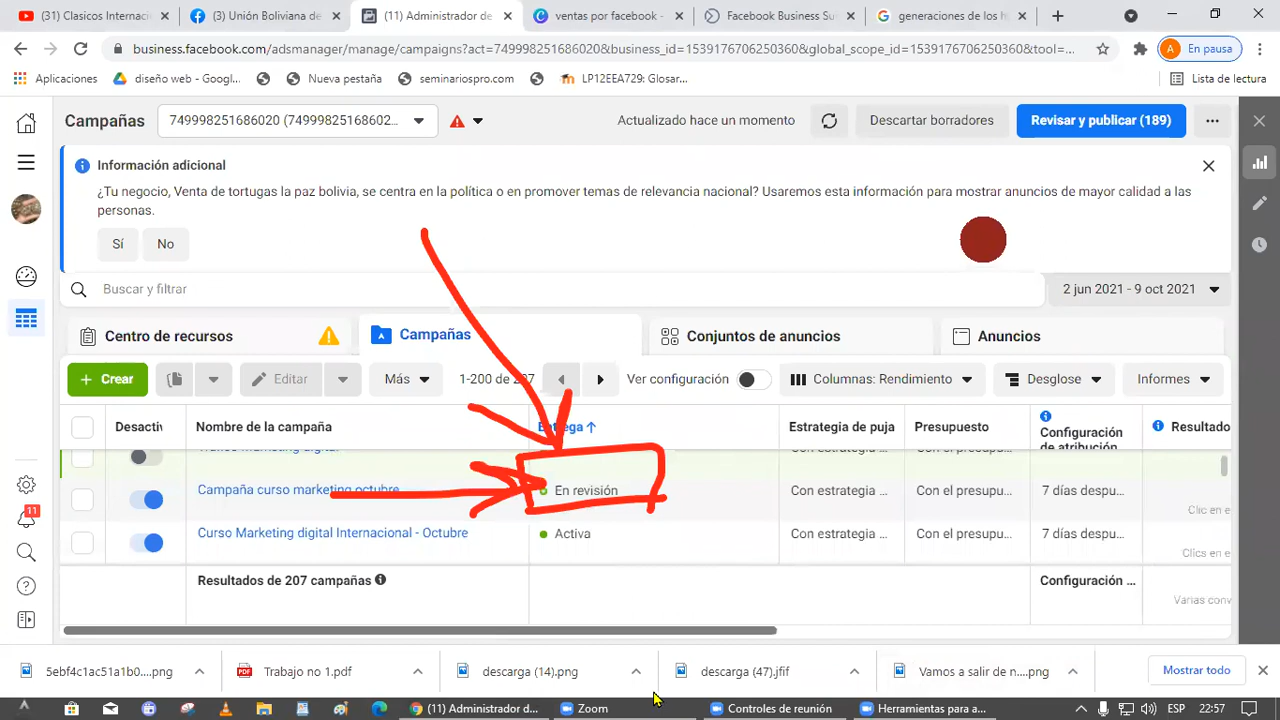 (31) Clasicos Internaci
(3) Unión Boliviana de
(11) Administrador de
ventas por facebook -
Facebook Business Su
generaciones de los h
business.facebook.com/adsmanager/manage/campaigns?act=749998251686020&business_id=1539176706250360&global_scope_id=1539176706250360&tool=...
A En pausa
Aplicaciones
diseño web - Googl...
Nueva pestaña
seminariospro.com
LP12EEA729: Glosar...
Lista de lectura
Campañas
749998251686020 (74999825168602...
Actualizado hace un momento
Descartar borradores
Revisar y publicar (189)
Información adicional
¿Tu negocio, Venta de tortugas la paz bolivia, se centra en la política o en promover temas de relevancia nacional? Usaremos esta información para mostrar anuncios de mayor calidad a las
personas.
Sí
No
Buscar y filtrar
2 jun 2021 - 9 oct 2021
Centro de recursos
Campañas
Conjuntos de anuncios
Anuncios
+ Crear
Editar
Más
1-200 de 207
Ver configuración
Columnas: Rendimiento
Desglose
Informes
Desactiv
Nombre de la campaña
Entrega ↑
Estrategia de puja
Presupuesto
Configuración
de atribución
Resultado
Campaña curso marketing octubre
En revisión
Con estrategia ...
Con el presupu...
7 días despu...
Clic en e
Curso Marketing digital Internacional - Octubre
Activa
Con estrategia ...
Con el presupu...
7 días despu...
Clics en e
11
Resultados de 207 campañas
Configuración ...
Varias conv
5ebf4c1ac51a1b0....png
Trabajo no 1.pdf
descarga (14).png
descarga (47).jfif
Vamos a salir de n....png
Mostrar todo
(11) Administrador d...
Zoom
Controles de reunión
Herramientas para a...
ESP
22:57